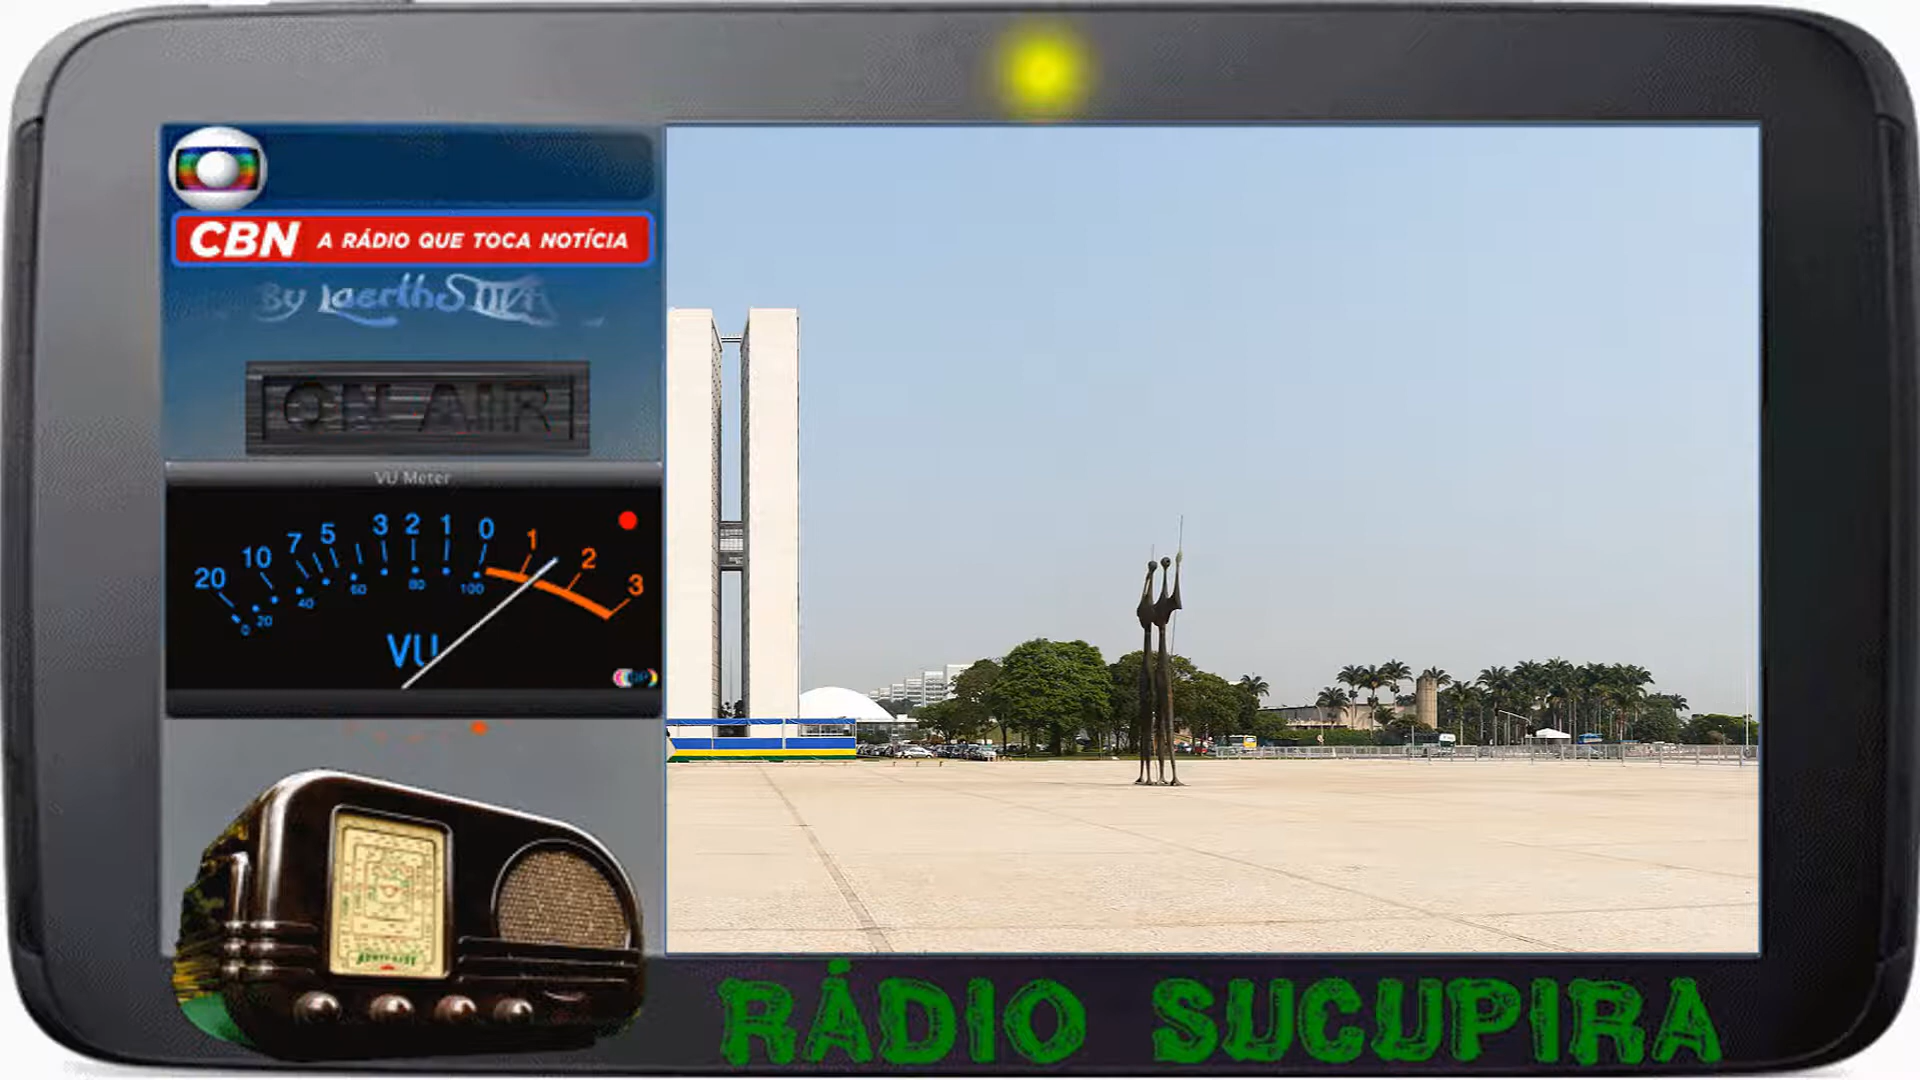 CBN A RÁDIO QUE TOCA NOTÍCIA
By
ON AIR
VU Meter
20 10 7 5 3 2 1 0 1 2 3
0 20 40 60 80 100
VU
RÁDIO SUCUPIRA